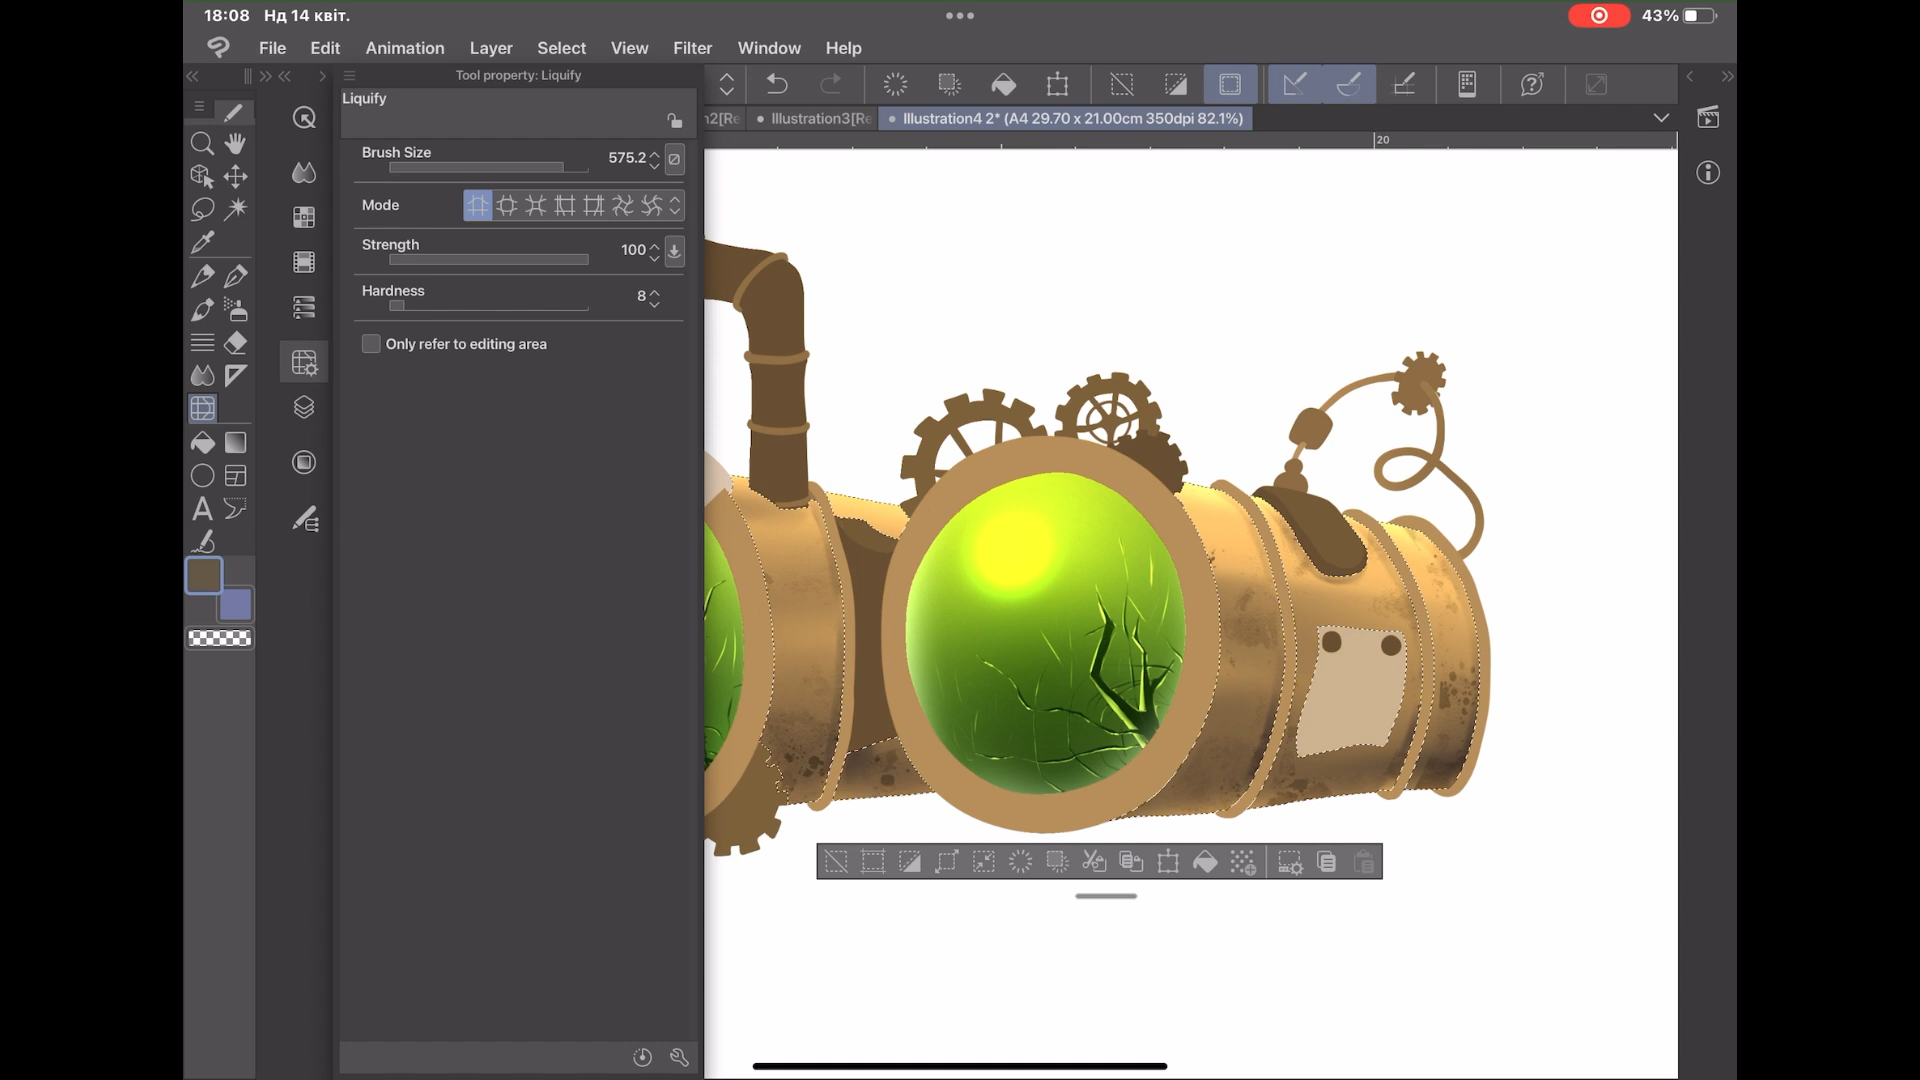 18:08 Нд 14 квіт.
43%
File Edit Animation Layer Select View Filter Window Help
Tool property: Liquify
Liquify
n2[Re Illustration3[Re Illustration4 2* (A4 29.70 x 21.00cm 350dpi 82.1%)
20
Brush Size 575.2
Mode
Strength 100
Hardness 8
Only refer to editing area